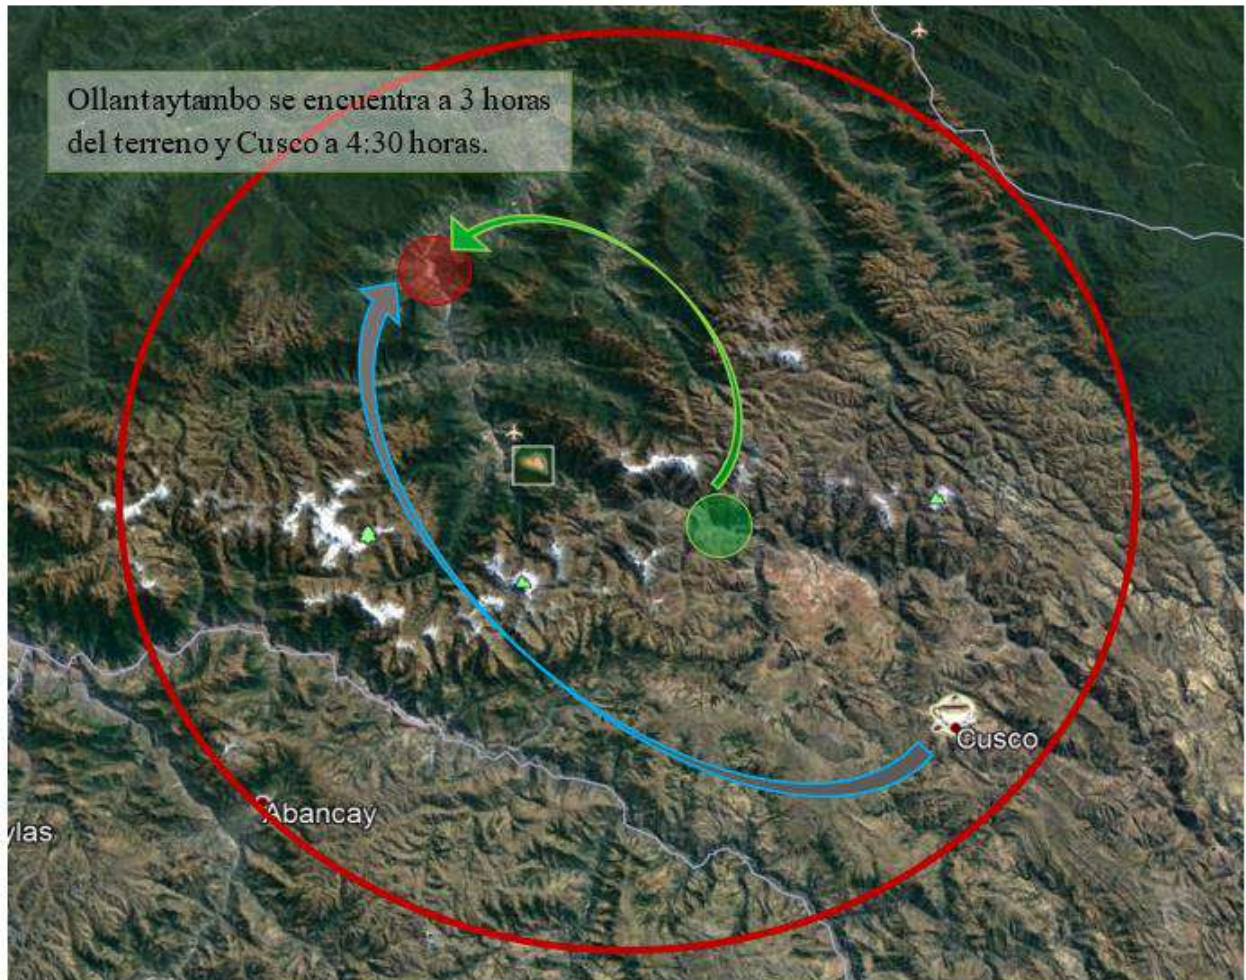 Ollantaytambo se encuentra a 3 horas
del terreno y Cusco a 4:30 horas.
Cusco
Abancay
ylas